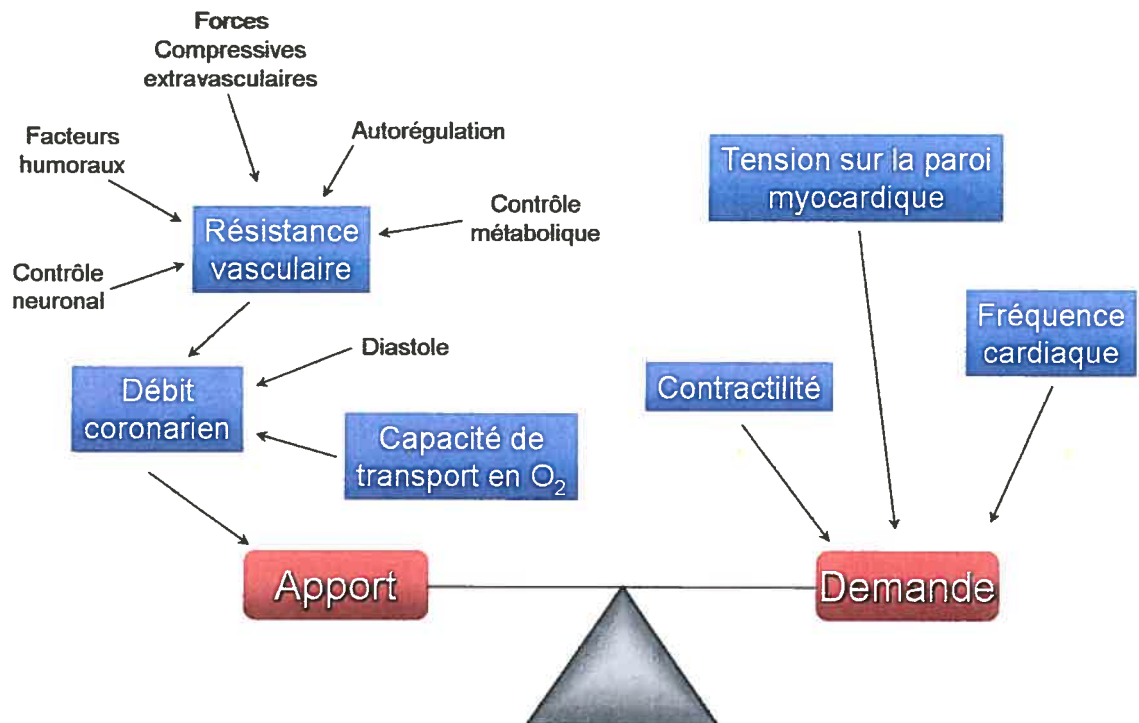 Forces
Compressives
extravasculaires
Facteurs
humoraux
Autorégulation
Tension sur la paroi
myocardique
Résistance
vasculaire
Contrôle
métabolique
Contrôle
neuronal
Fréquence
cardiaque
Diastole
Débit
coronarien
Contractilité
Capacité de
transport en O₂
Apport
Demande